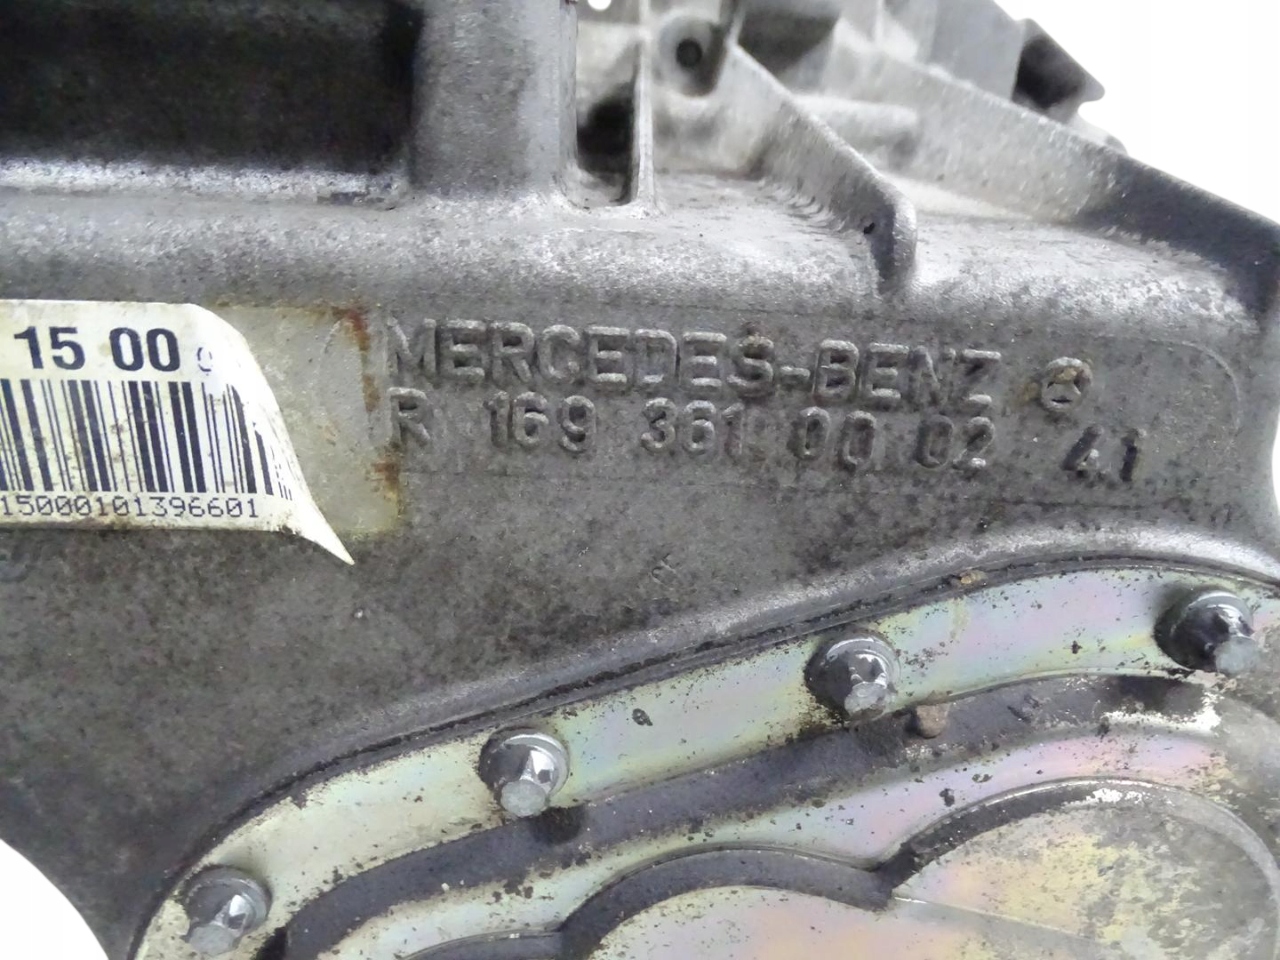 15 00
15000101396601
MERCEDES-BENZ
R 169 361 00 02 41